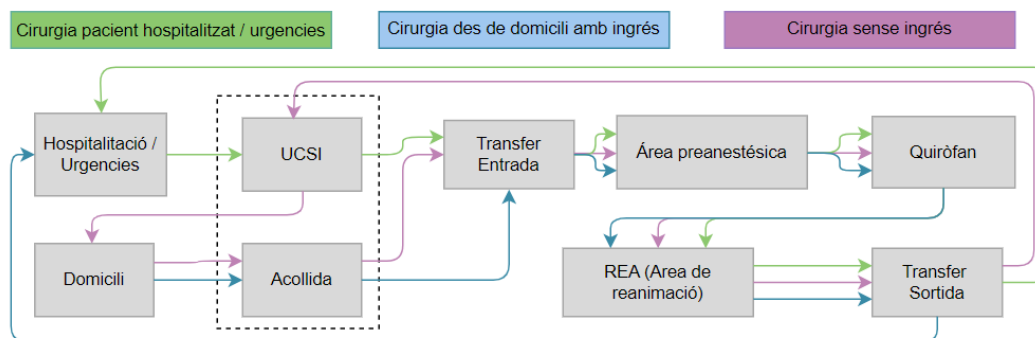 Cirurgia pacient hospitalitzat / urgencies
Cirurgia des de domicili amb ingrés
Cirurgia sense ingrés
Hospitalització /
Urgencies
UCSI
Transfer
Entrada
Área preanestésica
Quiròfan
Domicili
Acollida
REA (Area de
reanimació)
Transfer
Sortida